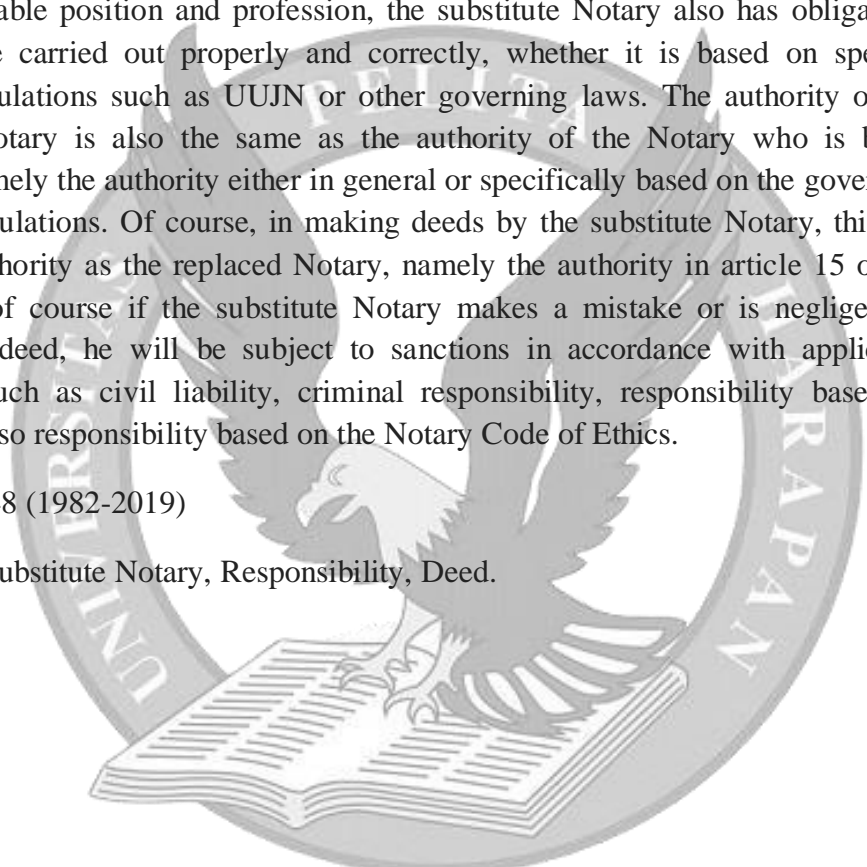 able position and profession, the substitute Notary also has obliga
e carried out properly and correctly, whether it is based on spe
ulations such as UUJN or other governing laws. The authority o
otary is also the same as the authority of the Notary who is b
nely the authority either in general or specifically based on the gover
ulations. Of course, in making deeds by the substitute Notary, thi
hority as the replaced Notary, namely the authority in article 15 o
of course if the substitute Notary makes a mistake or is neglige
deed, he will be subject to sanctions in accordance with applic
uch as civil liability, criminal responsibility, responsibility base
so responsibility based on the Notary Code of Ethics.
8 (1982-2019)
ubstitute Notary, Responsibility, Deed.
UNIVERSITAS PELITA HARAPAN